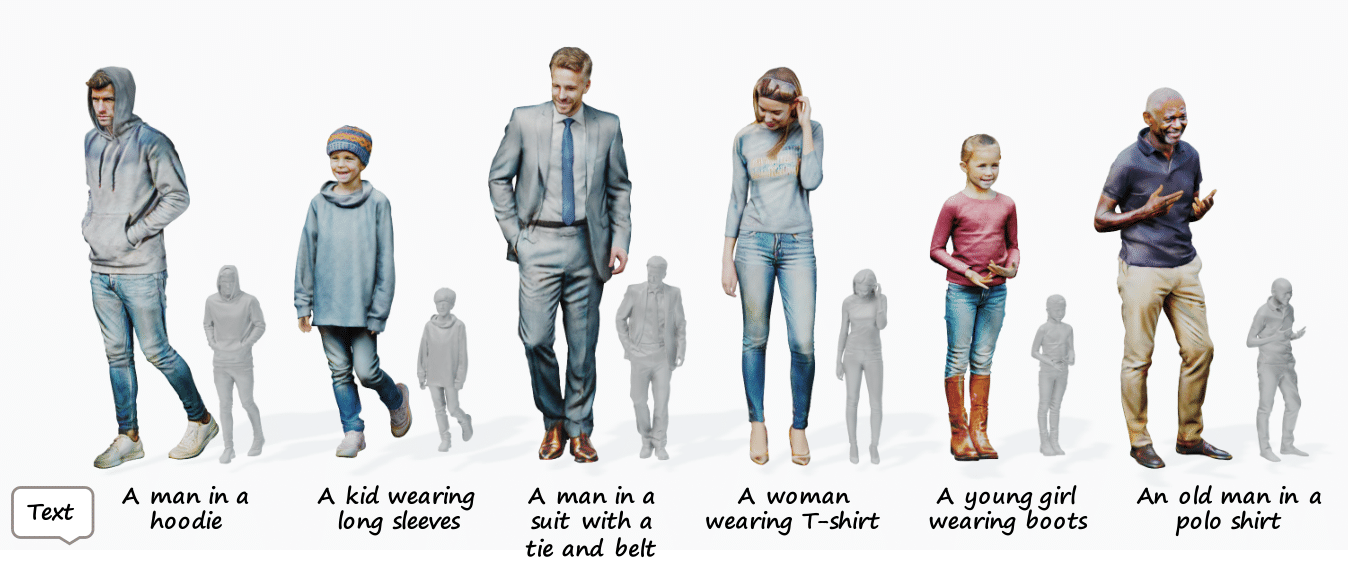 Text
A man in a
hoodie
A kid wearing
long sleeves
A man in a
suit with a
tie and belt
A woman
wearing T-shirt
A young girl
wearing boots
An old man in a
polo shirt